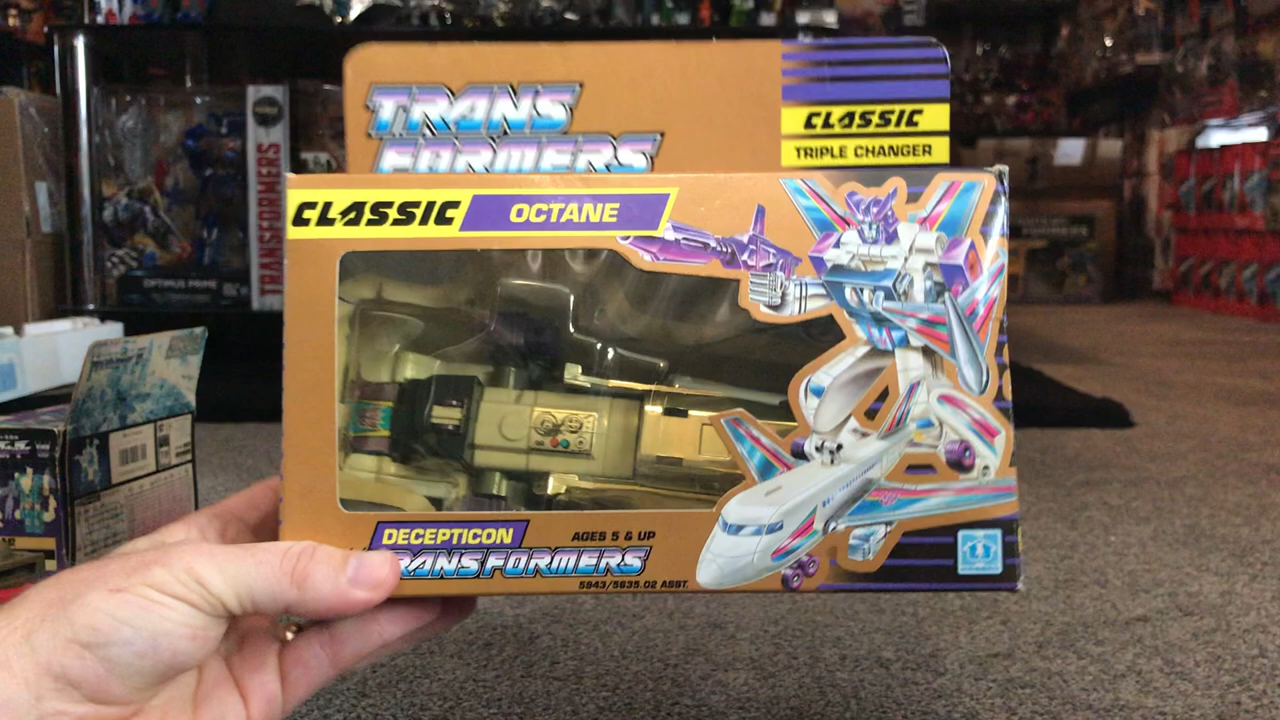 TRANS
FORMERS
CLASSIC
TRIPLE CHANGER
CLASSIC
OCTANE
DECEPTICON
TRANSFORMERS
AGES 5 & UP
5943/5635.02 ASST.
TRANSFORMERS
OPTIMUS PRIME